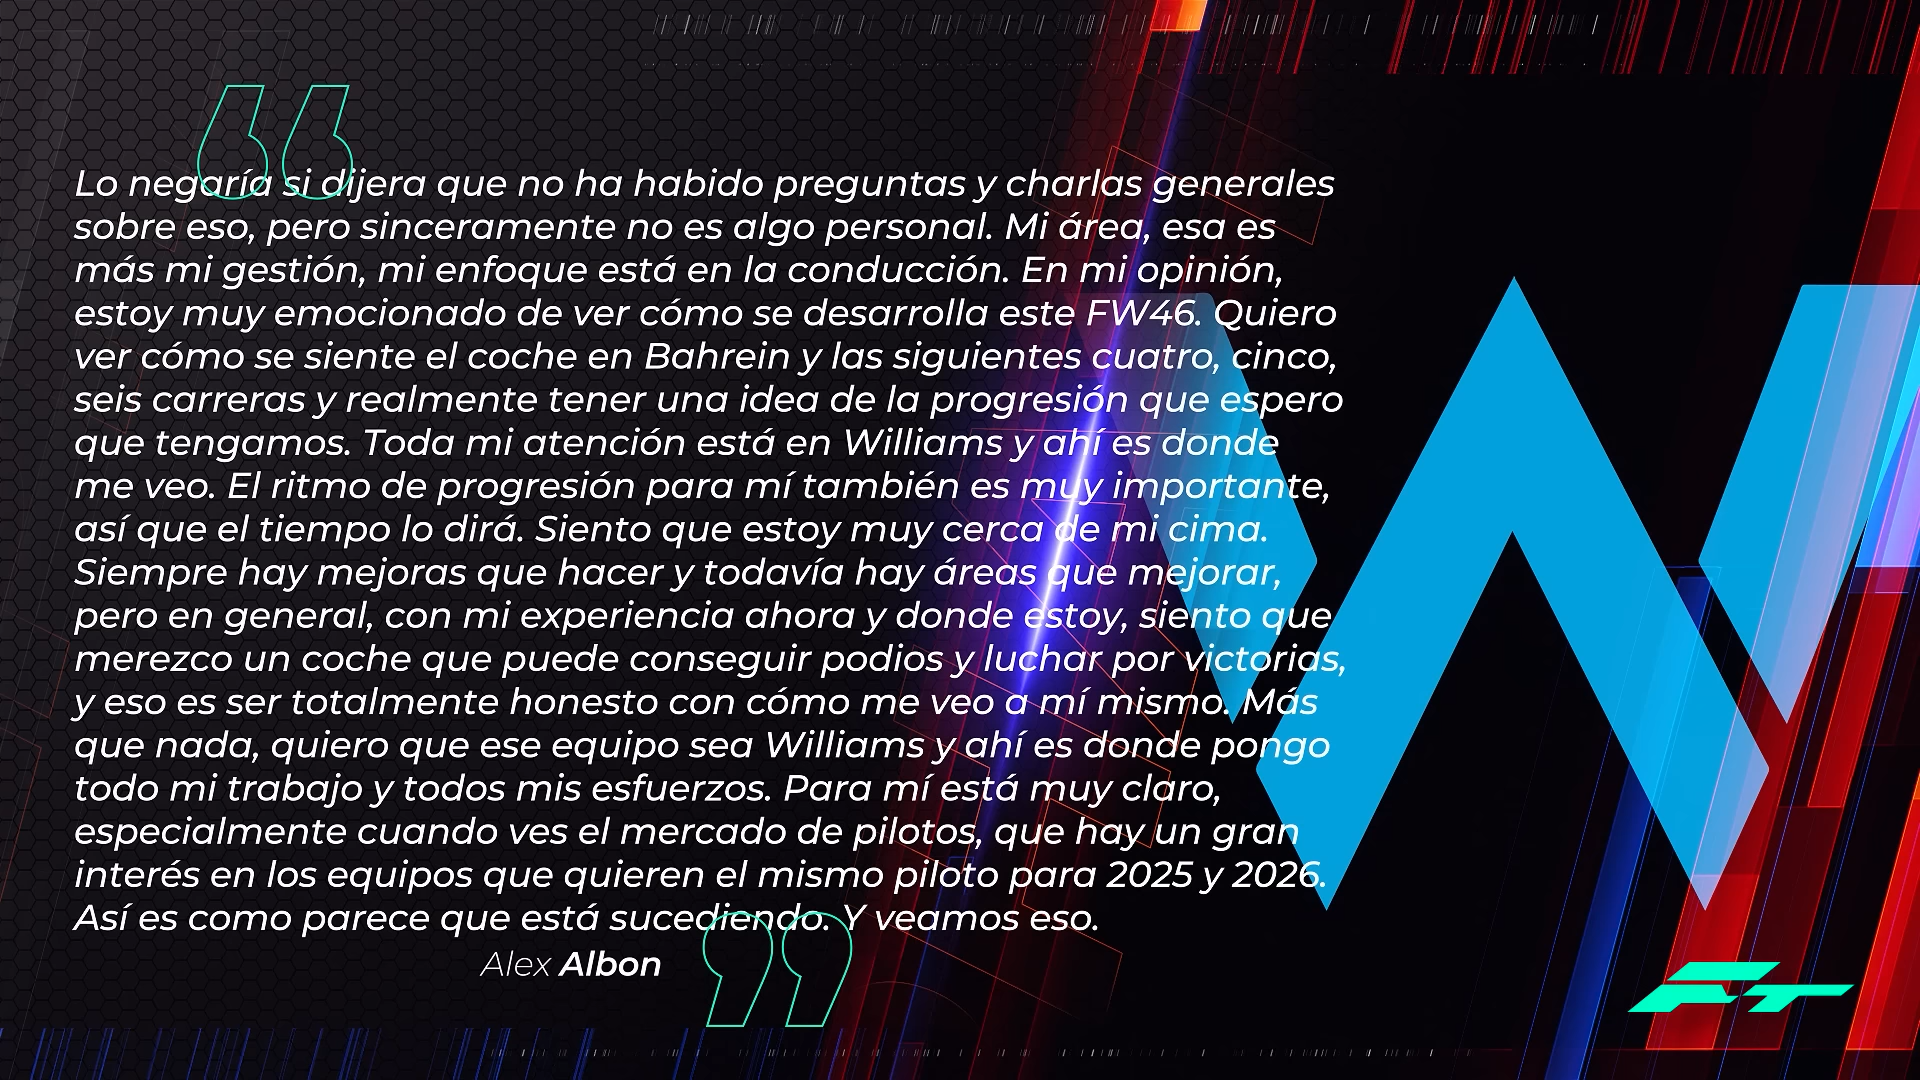 Lo negaría si dijera que no ha habido preguntas y charlas generales
sobre eso, pero sinceramente no es algo personal. Mi área, esa es
más mi gestión, mi enfoque está en la conducción. En mi opinión,
estoy muy emocionado de ver cómo se desarrolla este FW46. Quiero
ver cómo se siente el coche en Bahrein y las siguientes cuatro, cinco,
seis carreras y realmente tener una idea de la progresión que espero
que tengamos. Toda mi atención está en Williams y ahí es donde
me veo. El ritmo de progresión para mí también es muy importante,
así que el tiempo lo dirá. Siento que estoy muy cerca de mi cima.
Siempre hay mejoras que hacer y todavía hay áreas que mejorar,
pero en general, con mi experiencia ahora y donde estoy, siento que
merezco un coche que puede conseguir podios y luchar por victorias,
y eso es ser totalmente honesto con cómo me veo a mí mismo. Más
que nada, quiero que ese equipo sea Williams y ahí es donde pongo
todo mi trabajo y todos mis esfuerzos. Para mí está muy claro,
especialmente cuando ves el mercado de pilotos, que hay un gran
interés en los equipos que quieren el mismo piloto para 2025 y 2026.
Así es como parece que está sucediendo. Y veamos eso.
Alex Albon
FT